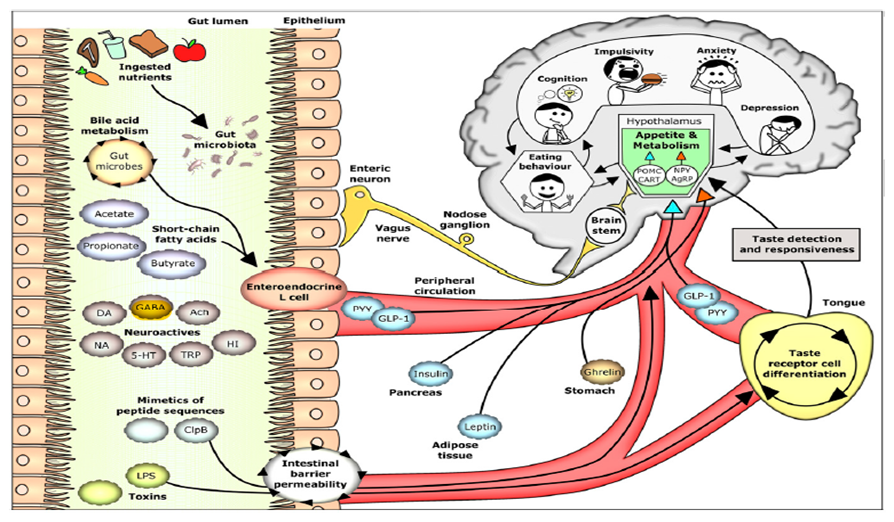 Gut lumen
Epithelium
Ingested
nutrients
Bile acid
metabolism
Gut
microbes
Gut
microbiota
Acetate
Propionate
Butyrate
Short-chain
fatty acids
Enteroendocrine
L cell
DA
GABA
Ach
Neuroactives
NA
5-HT
TRP
HI
Mimetics of
peptide sequences
ClpB
LPS
Toxins
Intestinal
barrier
permeability
Enteric
neuron
Vagus
nerve
Nodose
ganglion
Peripheral
circulation
PYY
GLP-1
Insulin
Pancreas
Leptin
Adipose
tissue
Ghrelin
Stomach
Impulsivity
Anxiety
Cognition
Depression
Hypothalamus
Appetite &
Metabolism
POMC
CART
NPY
AgRP
Eating
behaviour
Brain
stem
Taste detection
and responsiveness
GLP-1
PYY
Tongue
Taste
receptor cell
differentiation